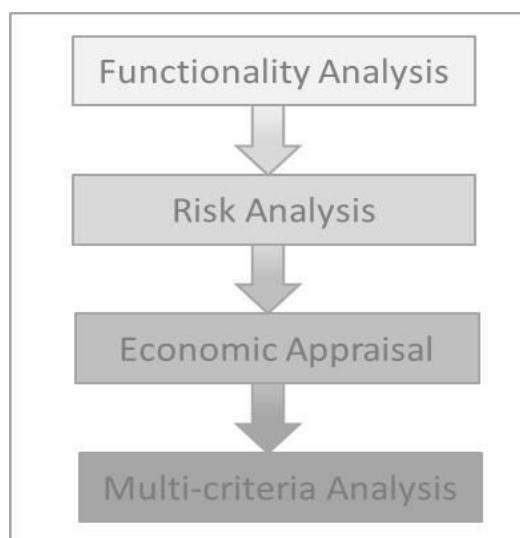 Functionality Analysis
Risk Analysis
Economic Appraisal
Multi-criteria Analysis